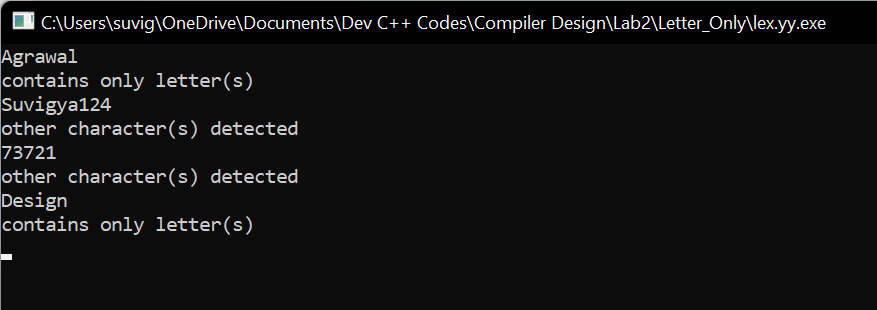 C:\Users\suvig\OneDrive\Documents\Dev C++ Codes\Compiler Design\Lab2\Letter_Only\lex.yy.exe
Agrawal
contains only letter(s)
Suvigya124
other character(s) detected
73721
other character(s) detected
Design
contains only letter(s)